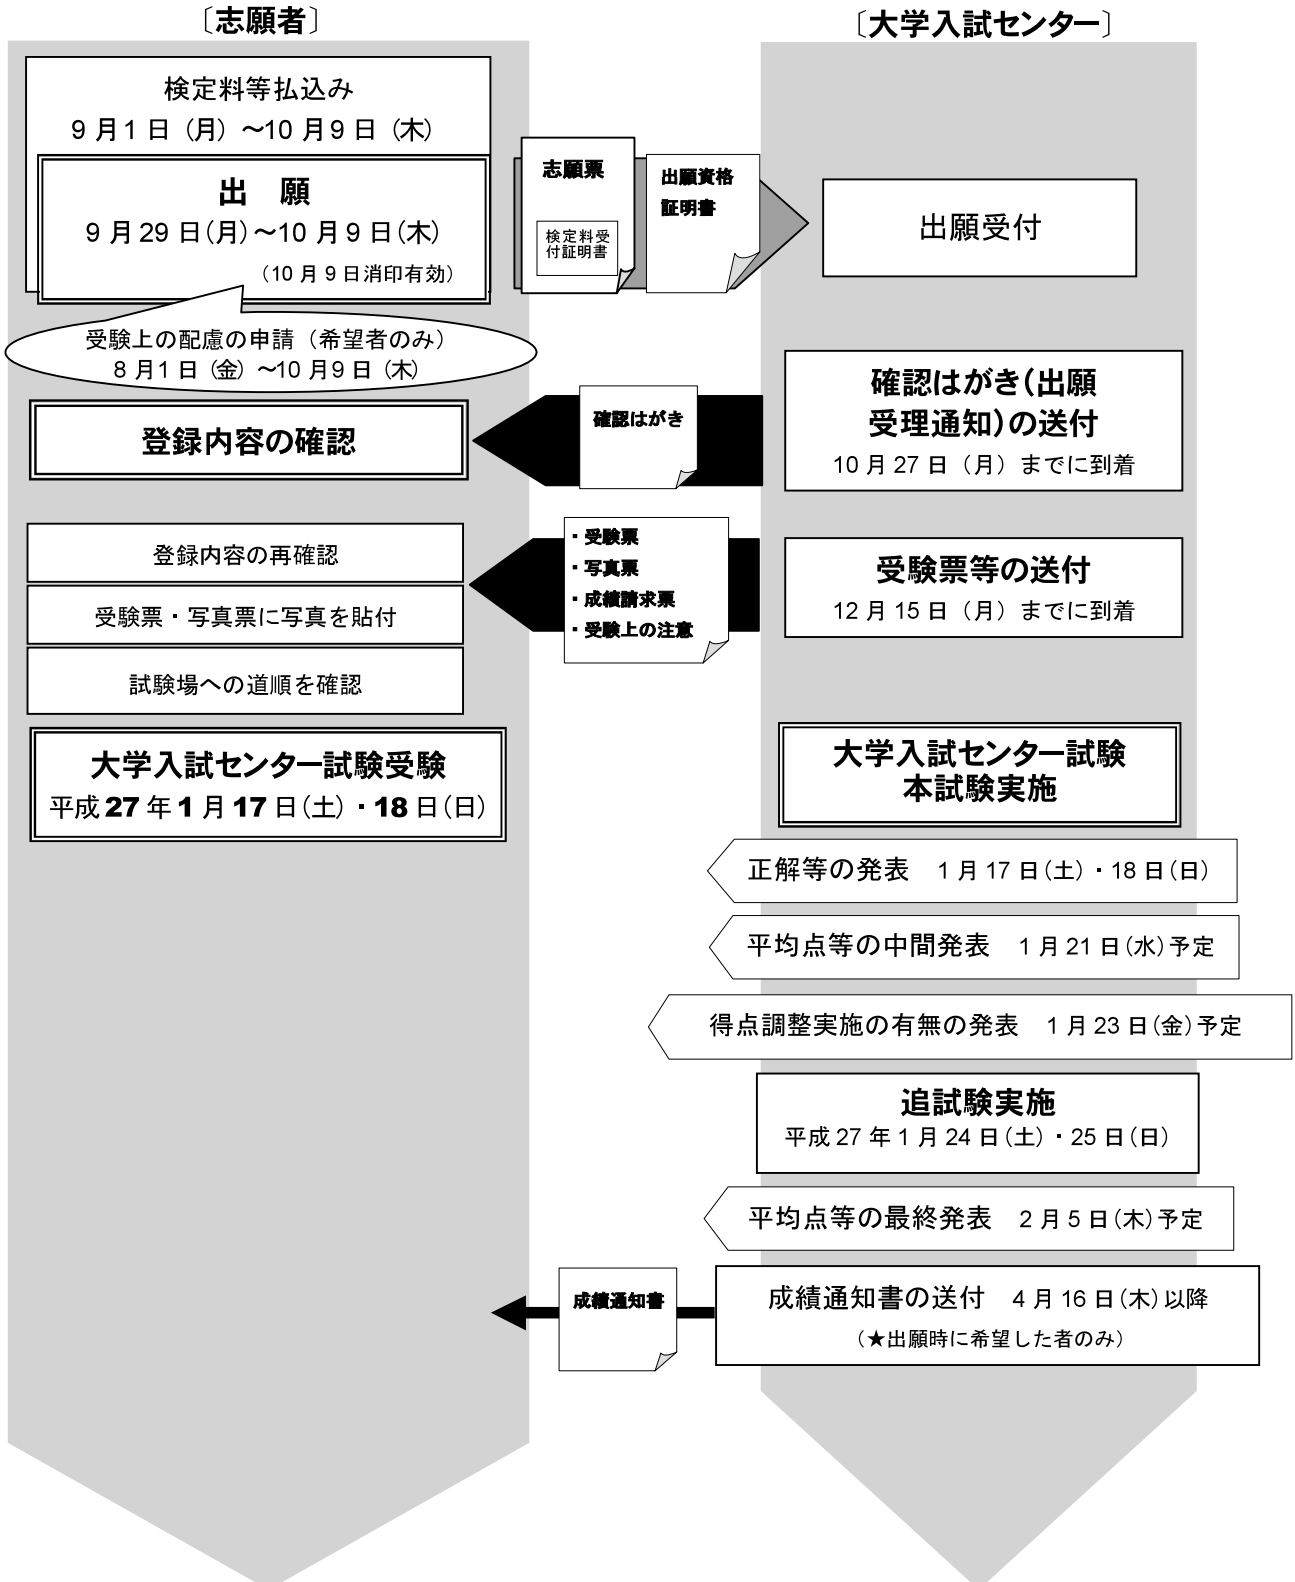 〔志願者〕
〔大学入試センター〕
検定料等払込み
9月1日（月）～10月9日（木）
出　願
9月29日（月）～10月9日（木）
（10月9日消印有効）
志願票
検定料受
付証明書
出願資格
証明書
出願受付
受験上の配慮の申請（希望者のみ）
8月1日（金）～10月9日（木）
確認はがき（出願
受理通知）の送付
10月27日（月）までに到着
確認はがき
登録内容の確認
受験票等の送付
12月15日（月）までに到着
・受験票
・写真票
・成績請求票
・受験上の注意
登録内容の再確認
受験票・写真票に写真を貼付
試験場への道順を確認
大学入試センター試験受験
平成27年1月17日（土）・18日（日）
大学入試センター試験
本試験実施
正解等の発表　1月17日（土）・18日（日）
平均点等の中間発表　1月21日（水）予定
得点調整実施の有無の発表　1月23日（金）予定
追試験実施
平成27年1月24日（土）・25日（日）
平均点等の最終発表　2月5日（木）予定
成績通知書の送付　4月16日（木）以降
（★出願時に希望した者のみ）
成績通知書